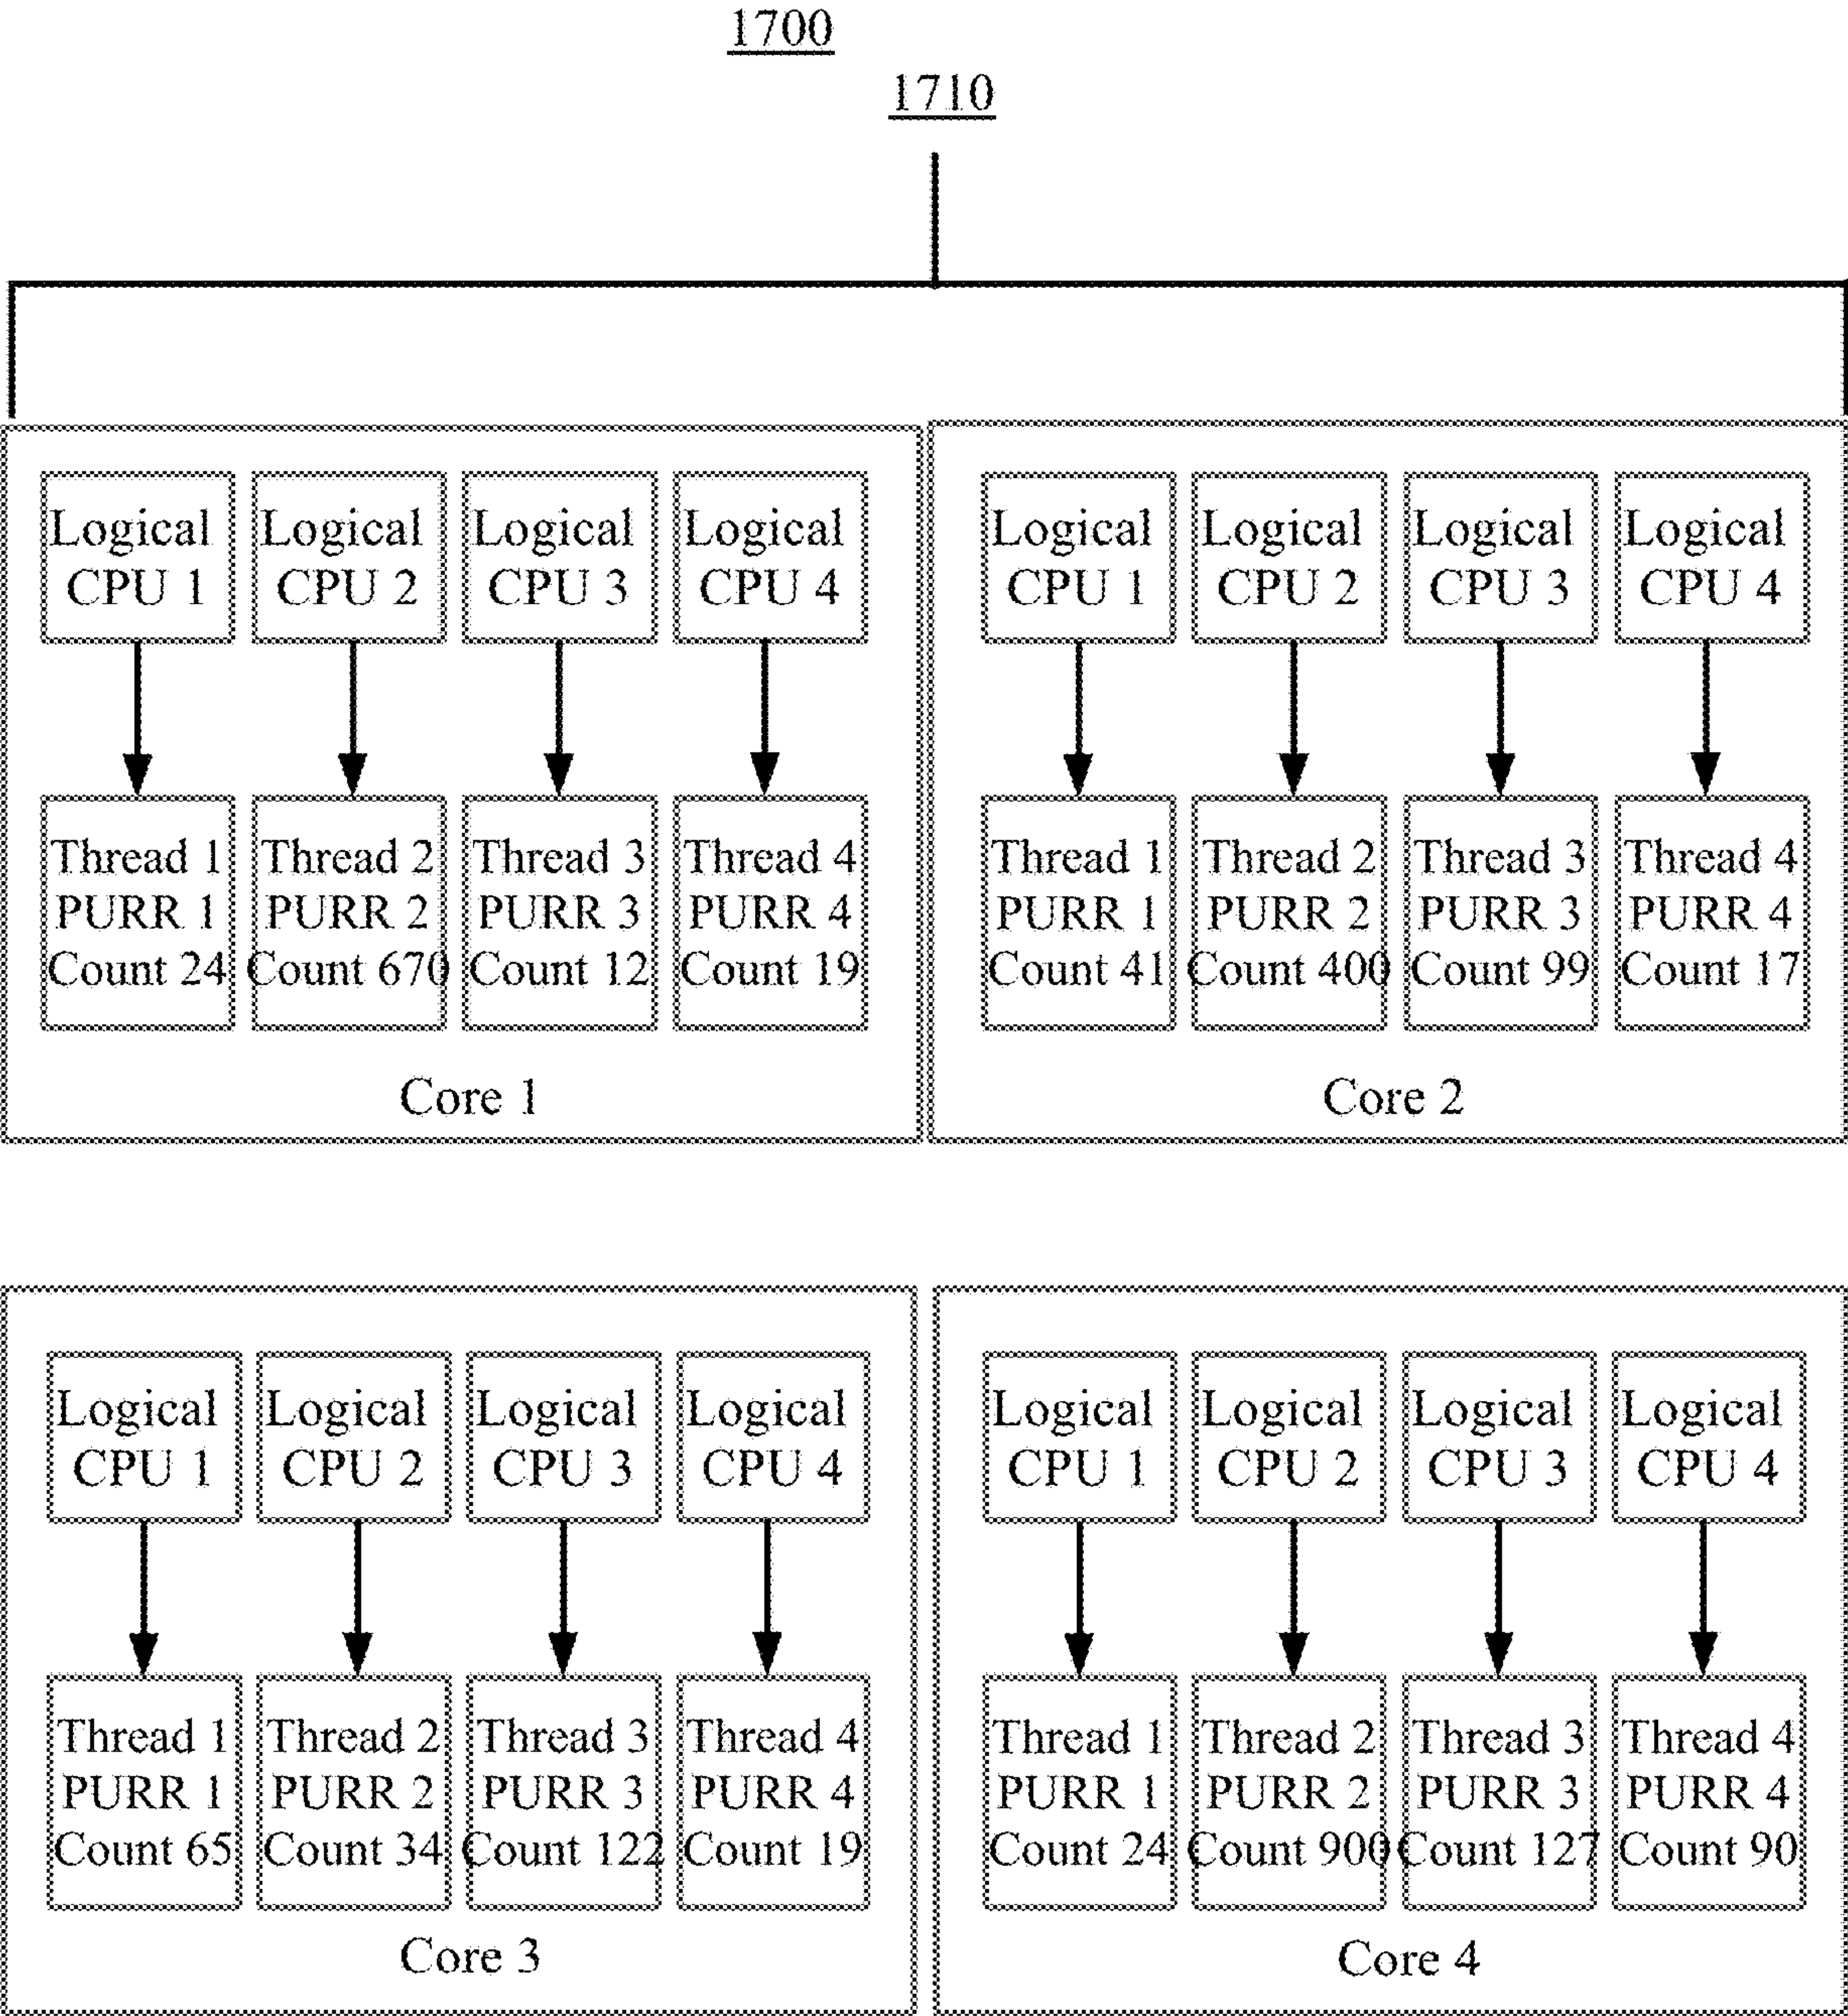 1700
1710
Logical Logical Logical Logical
CPU 1 CPU 2 CPU 3 CPU 4
Thread 1 Thread 2 Thread 3 Thread 4
PURR 1 PURR 2 PURR 3 PURR 4
Count 24 Count 670 Count 12 Count 19
Core 1
Logical Logical Logical Logical
CPU 1 CPU 2 CPU 3 CPU 4
Thread 1 Thread 2 Thread 3 Thread 4
PURR 1 PURR 2 PURR 3 PURR 4
Count 41 Count 400 Count 99 Count 17
Core 2
Logical Logical Logical Logical
CPU 1 CPU 2 CPU 3 CPU 4
Thread 1 Thread 2 Thread 3 Thread 4
PURR 1 PURR 2 PURR 3 PURR 4
Count 65 Count 34 Count 122 Count 19
Core 3
Logical Logical Logical Logical
CPU 1 CPU 2 CPU 3 CPU 4
Thread 1 Thread 2 Thread 3 Thread 4
PURR 1 PURR 2 PURR 3 PURR 4
Count 24 Count 900 Count 127 Count 90
Core 4